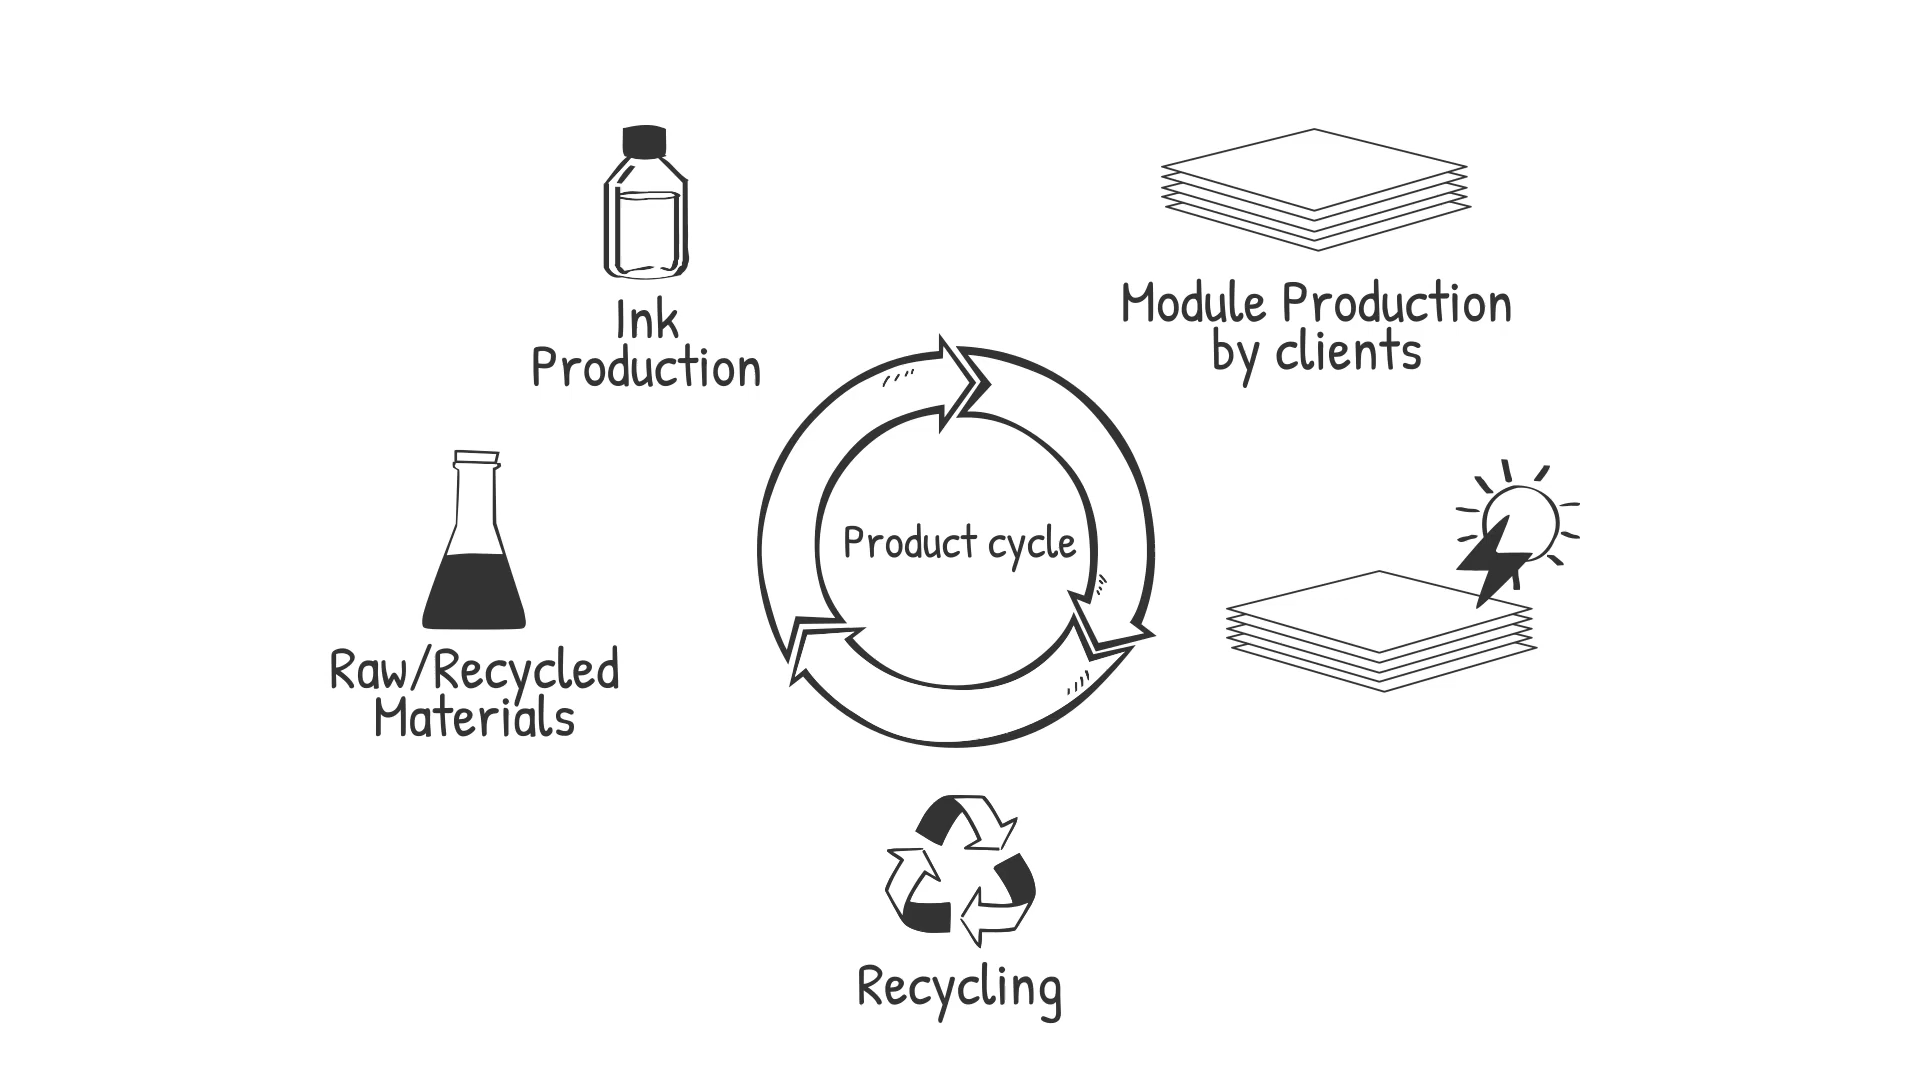 Ink
Production
Module Production
by clients
Product cycle
Raw/Recycled
Materials
Recycling